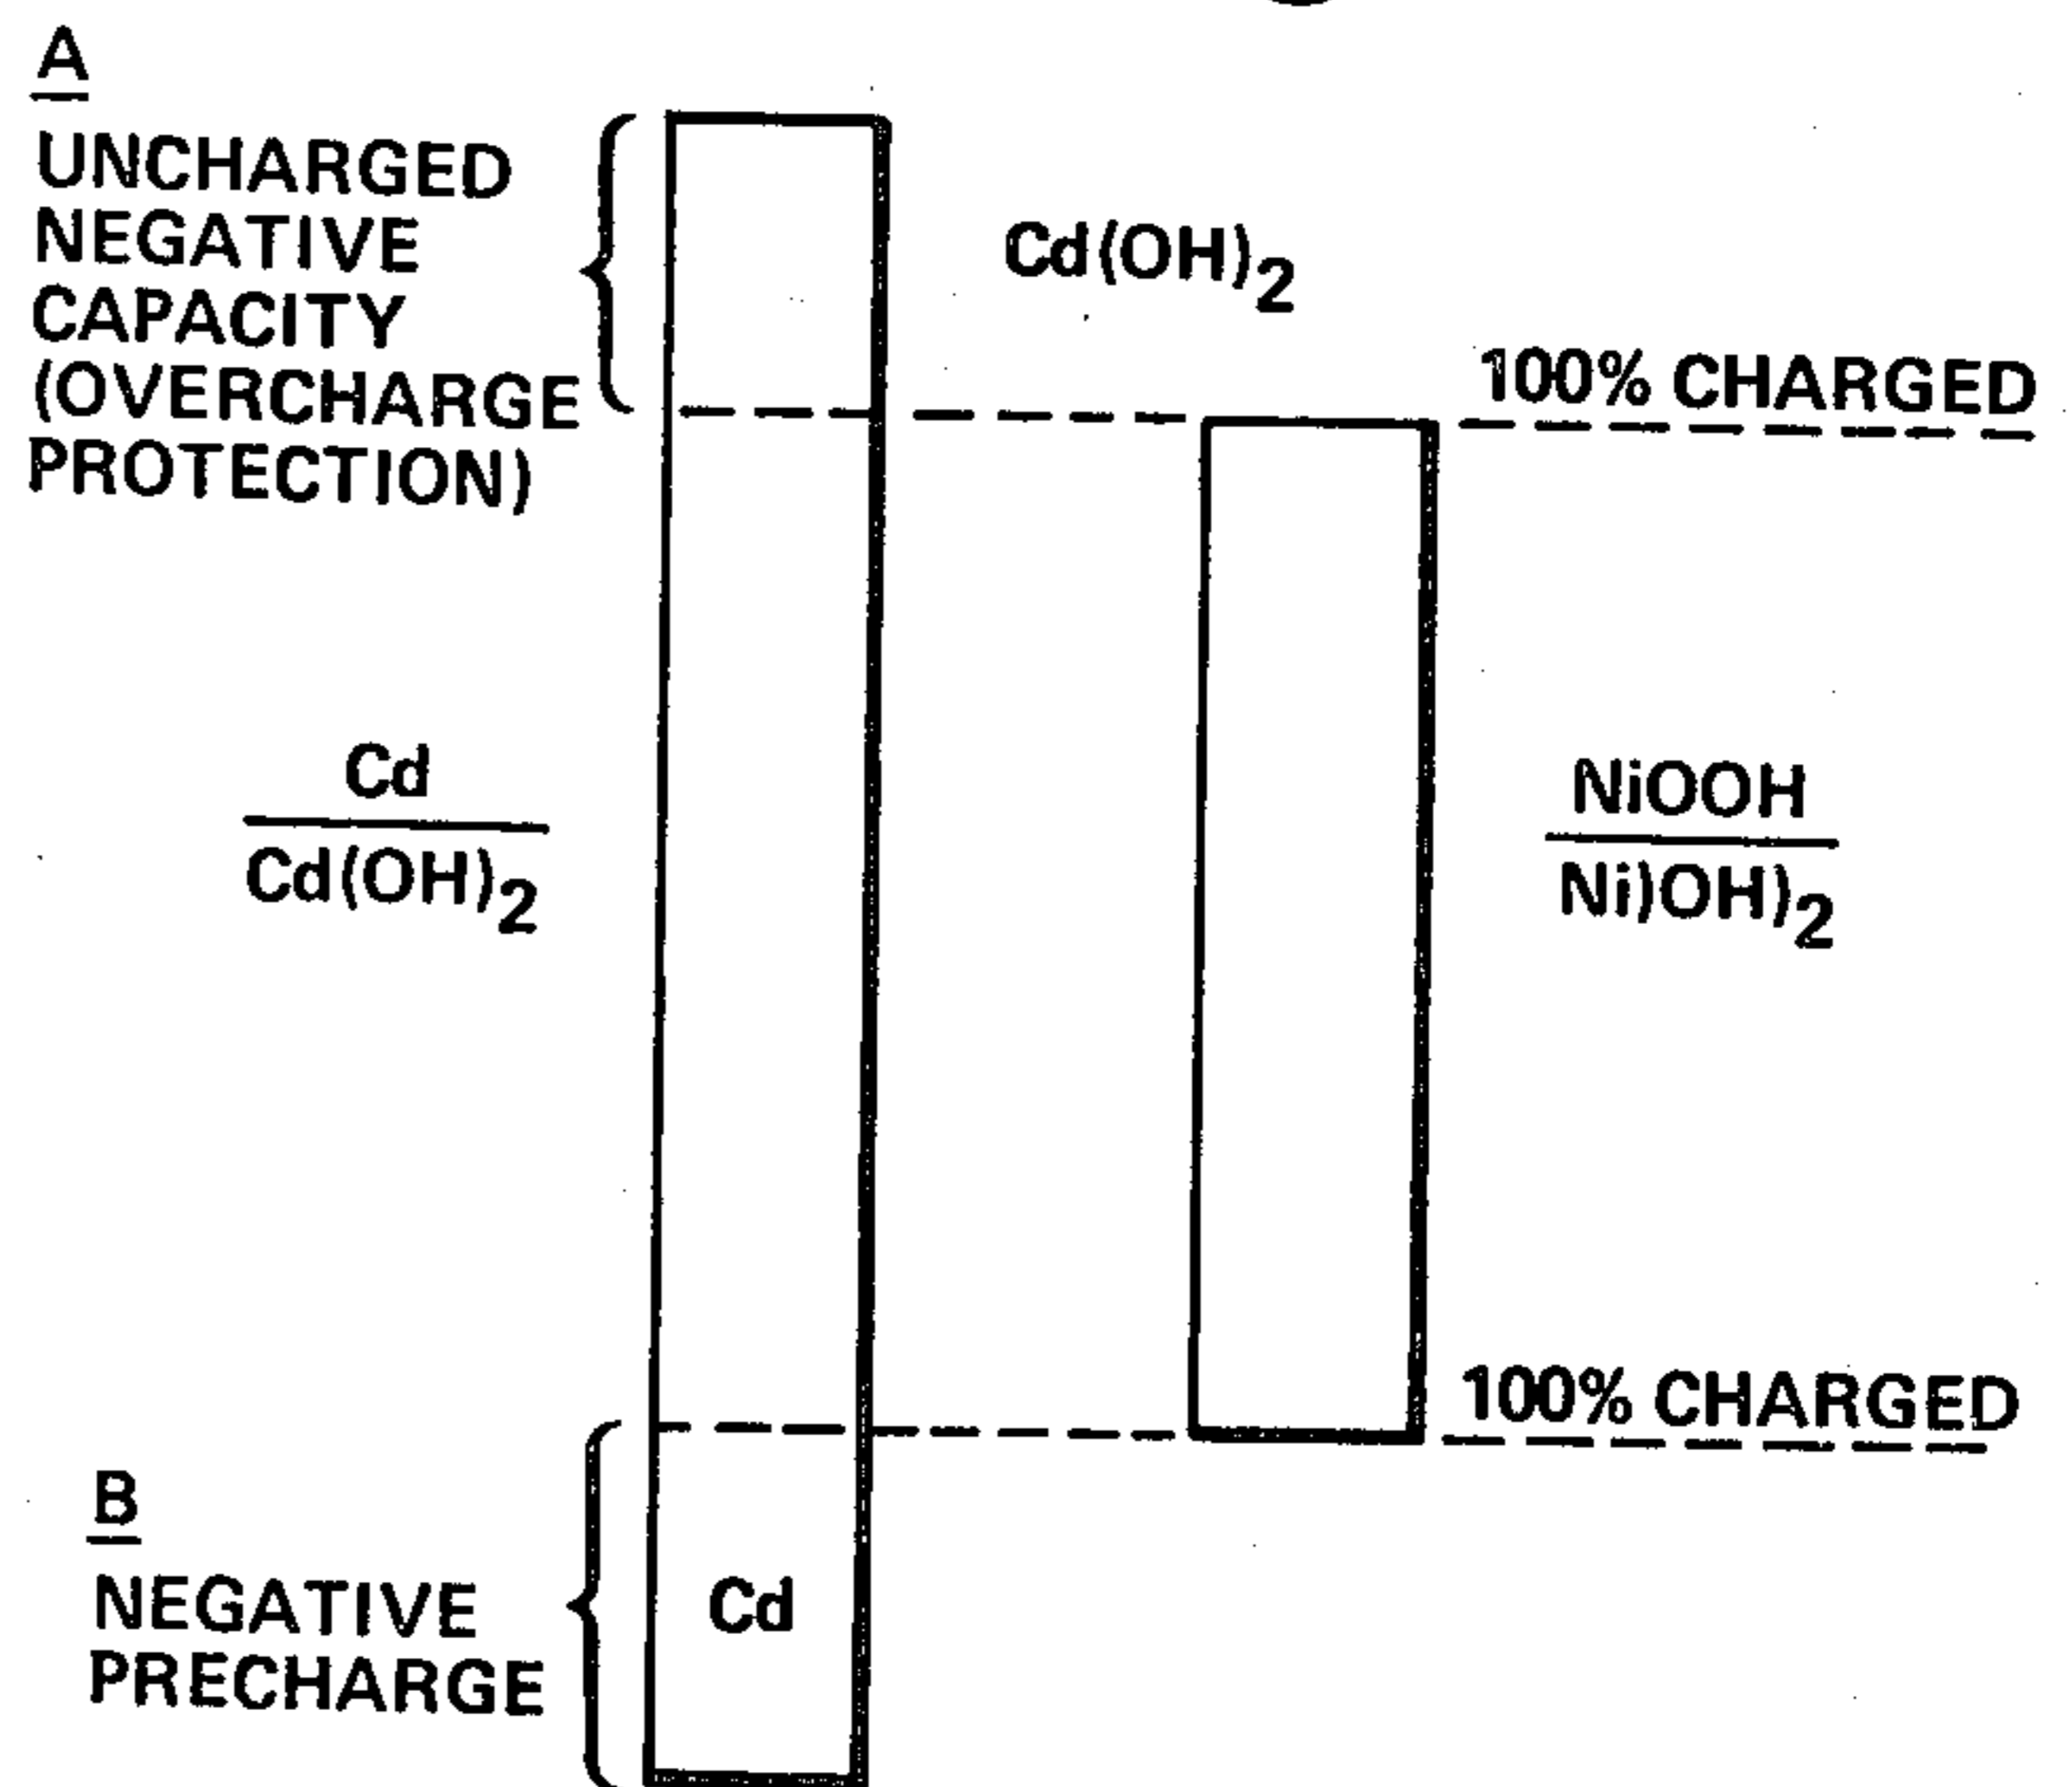 A
UNCHARGED
NEGATIVE
CAPACITY
(OVERCHARGE
PROTECTION)
Cd(OH)2
100% CHARGED
Cd
Cd(OH)2
NiOOH
Ni)OH)2
100% CHARGED
B
NEGATIVE
PRECHARGE
Cd